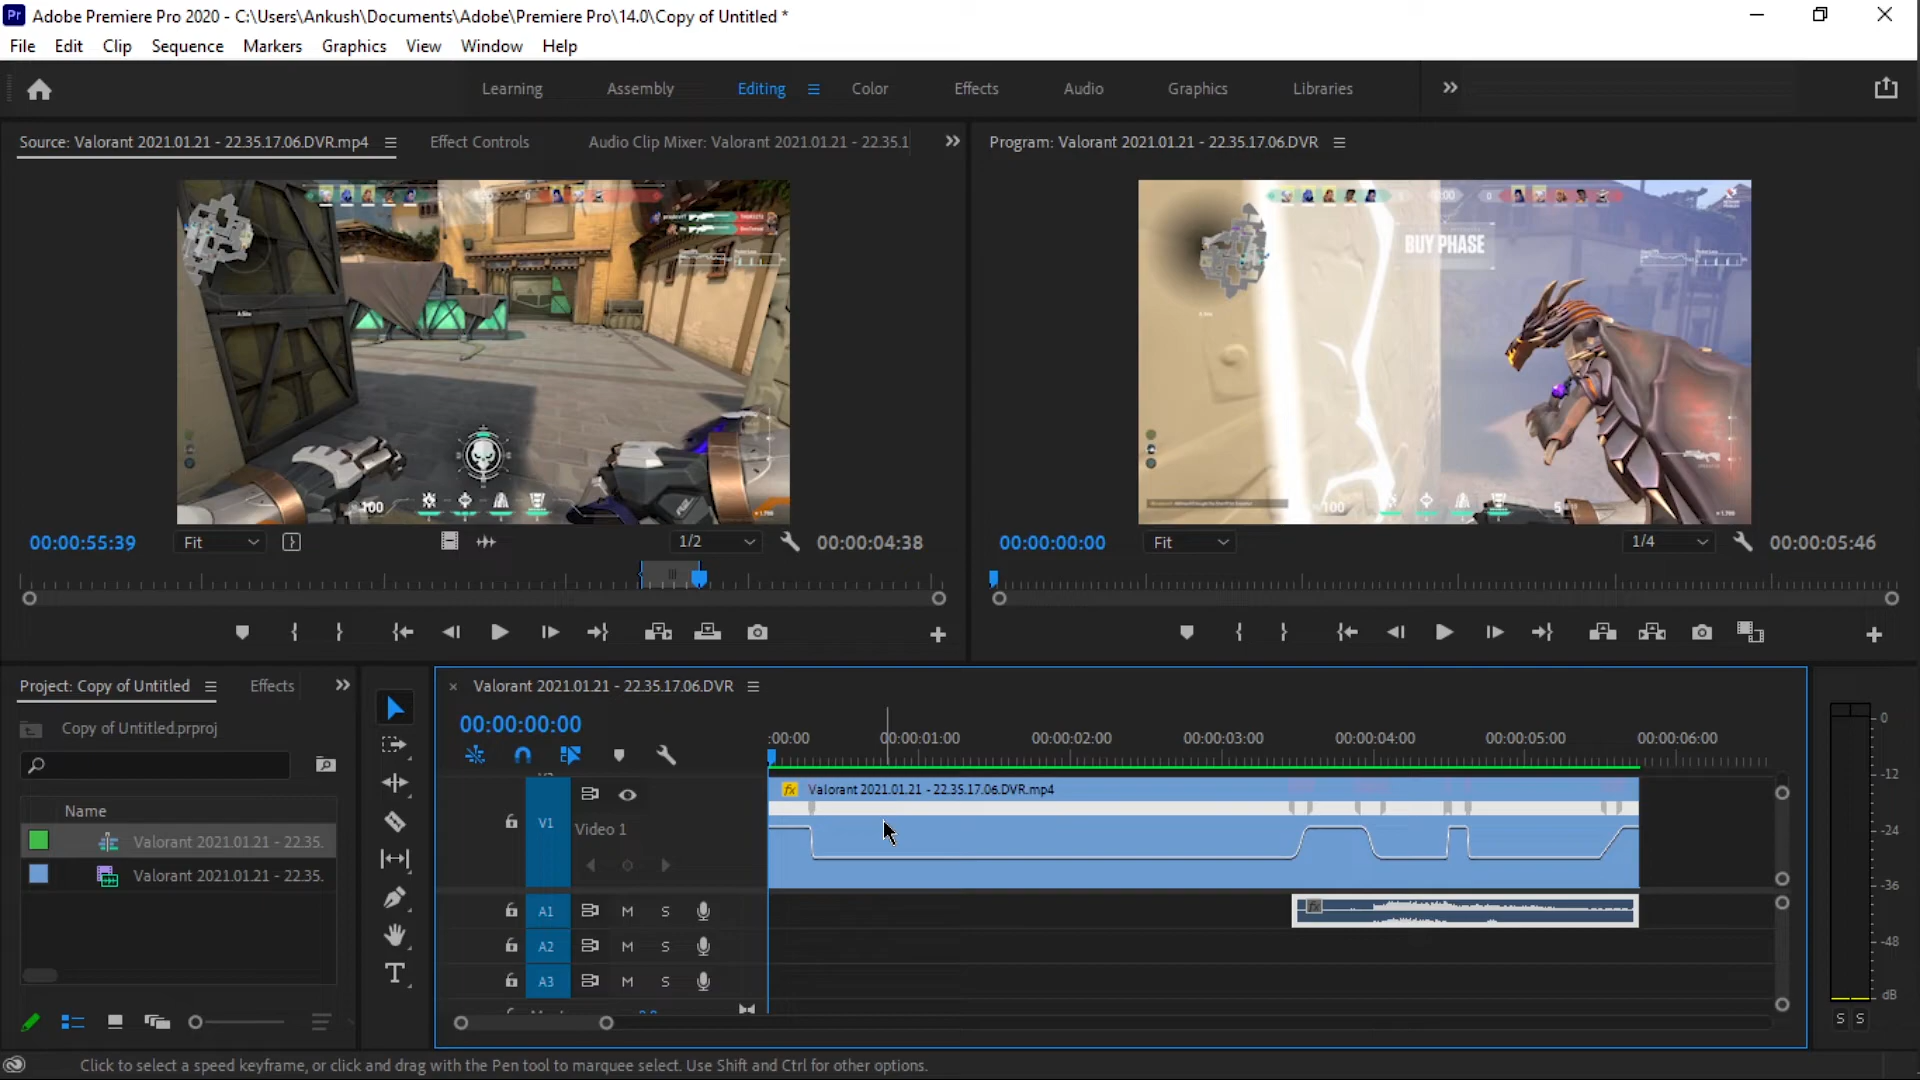 Pr Adobe Premiere Pro 2020 - C:\Users\Ankush\Documents\Adobe\Premiere Pro\14.0\Copy of Untitled *
File Edit Clip Sequence Markers Graphics View Window Help
Learning Assembly Editing Color Effects Audio Graphics Libraries
Source: Valorant 2021.01.21 - 22.35.17.06.DVR.mp4 Effect Controls Audio Clip Mixer: Valorant 2021.01.21 - 22.35.1
Program: Valorant 2021.01.21 - 22.35.17.06.DVR
BUY PHASE
100
100
00:00:55:39 Fit 1/2 00:00:04:38
00:00:00:00 Fit 1/4 00:00:05:46
Project: Copy of Untitled Effects
Copy of Untitled.prproj
Name
Valorant 2021.01.21 - 22.35.
Valorant 2021.01.21 - 22.35.
Valorant 2021.01.21 - 22.35.17.06.DVR
00:00:00:00
:00:00 00:00:01:00 00:00:02:00 00:00:03:00 00:00:04:00 00:00:05:00 00:00:06:00
fx Valorant 2021.01.21 - 22.35.17.06.DVR.mp4
V1 Video 1
A1 M S fx
A2 M S
A3 M S
0
-12
-24
-36
-48
dB
S S
Click to select a speed keyframe, or click and drag with the Pen tool to marquee select. Use Shift and Ctrl for other options.